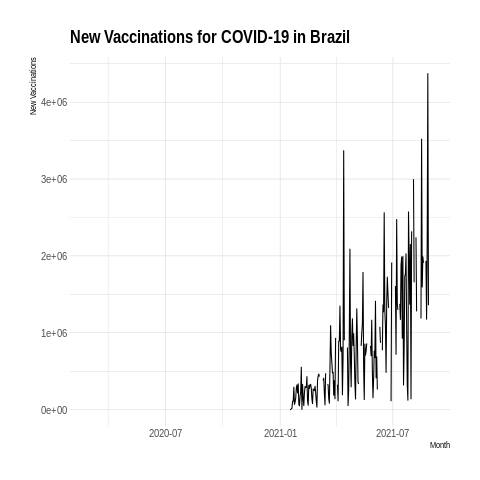 New Vaccinations for COVID-19 in Brazil
New Vaccinations
4e+06
3e+06
2e+06
1e+06
0e+00
2020-07 2021-01 2021-07
Month